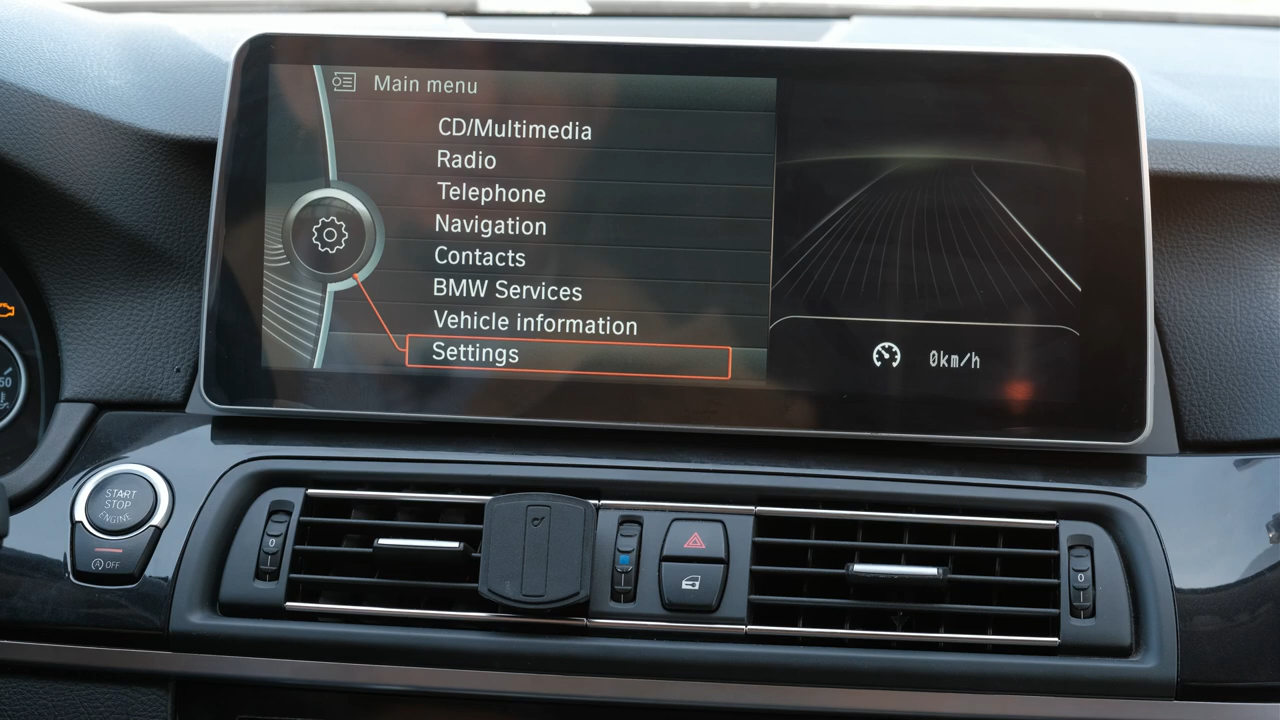 Main menu
CD/Multimedia
Radio
Telephone
Navigation
Contacts
BMW Services
Vehicle information
Settings
0km/h
50
START
STOP
ENGINE
OFF
0
0